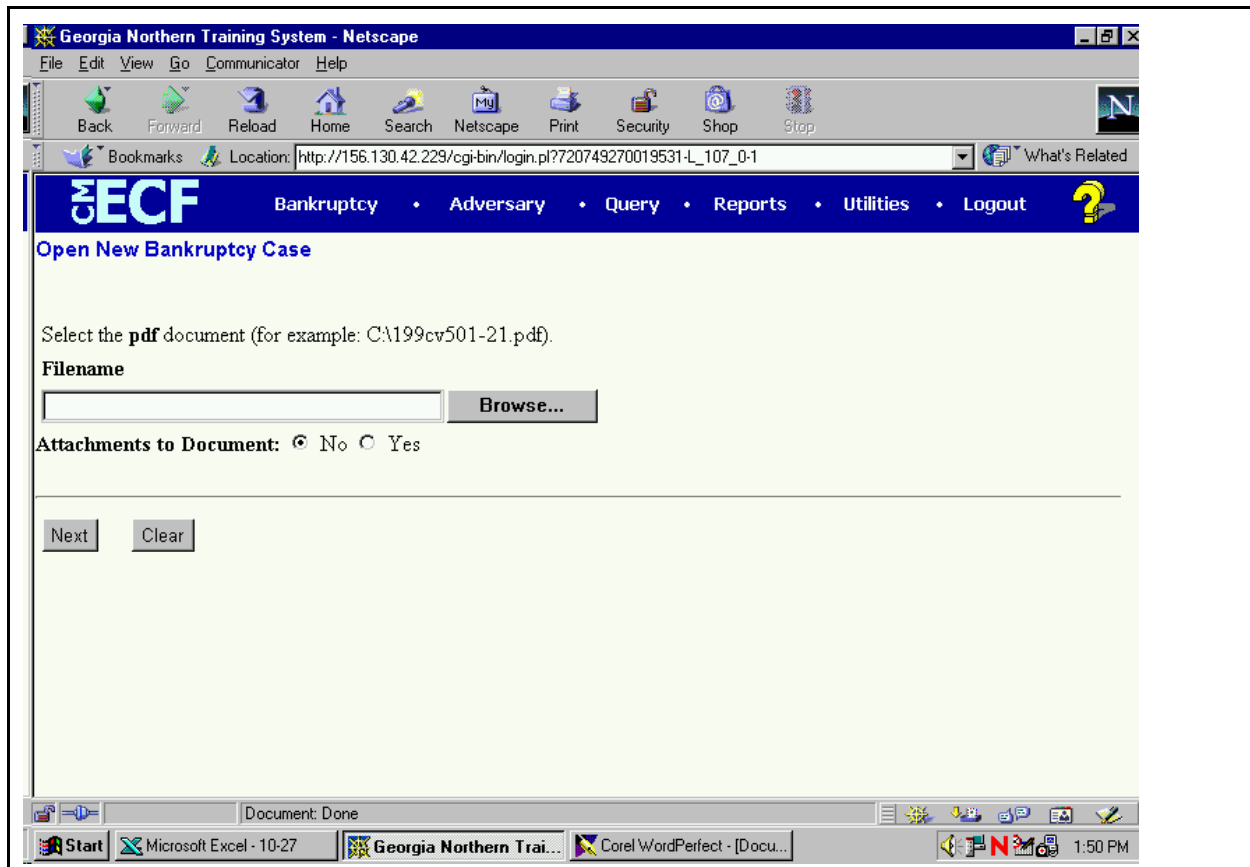 Georgia Northern Training System - Netscape
File Edit View Go Communicator Help
Back Forward Reload Home Search Netscape Print Security Shop Stop
My
N
Bookmarks Location: http://156.130.42.229/cgi-bin/login.pl?720749270019531-L_107_0-1 What's Related
CM ECF Bankruptcy • Adversary • Query • Reports • Utilities • Logout ?
Open New Bankruptcy Case
Select the pdf document (for example: C:\199cv501-21.pdf).
Filename
Browse...
Attachments to Document: No Yes
Next Clear
Document: Done
Start Microsoft Excel - 10-27 Georgia Northern Trai... Corel WordPerfect - [Docu... N 1:50 PM